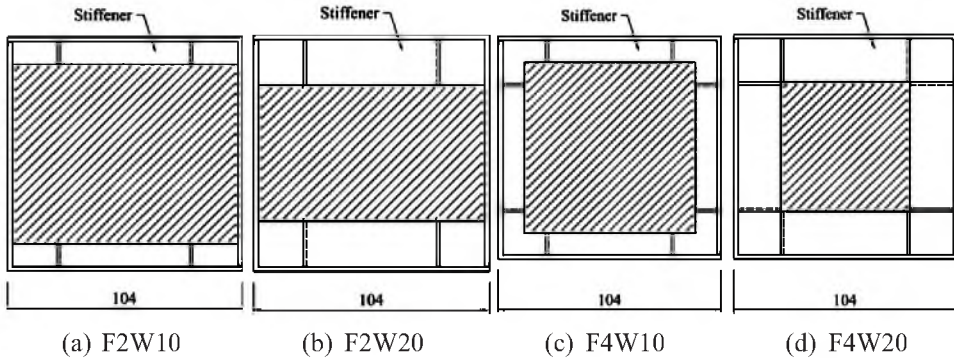 Stiffener Stiffener Stiffener Stiffener
104 104 104 104
(a) F2W10 (b) F2W20 (c) F4W10 (d) F4W20